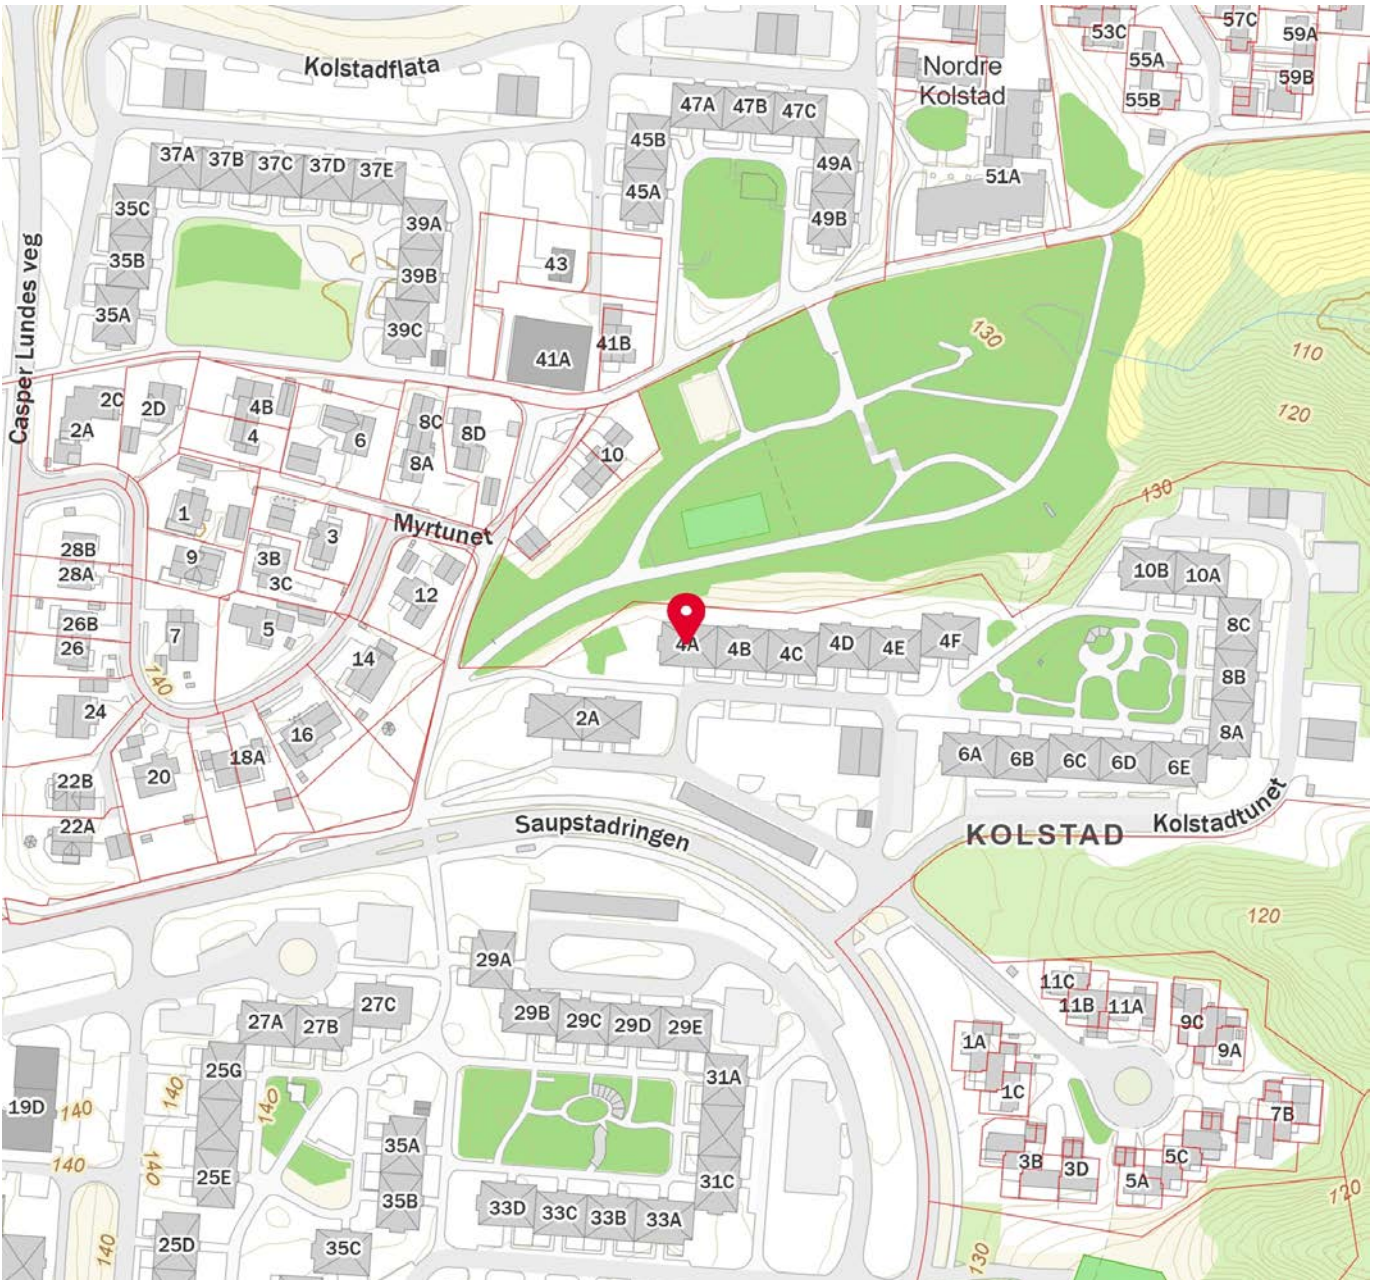 57C
59A
53C
55A
Kolstadflata
Nordre
Kolstad
59B
55B
47A
47B
47C
45B
37A
37B
37C
37D
37E
49A
51A
45A
35C
39A
49B
35B
43
39B
35A
39C
130
41A
41B
110
Casper Lundes veg
2C
2D
4B
120
2A
4
6
8C
8D
8A
10
130
1
Myrtunet
3
28B
9
3B
28A
3C
10B
10A
12
26B
7
5
8C
26
4A
4B
4C
4D
4E
4F
14
140
8B
24
2A
16
8A
18A
6A
6B
6C
6D
6E
20
22B
22A
Saupstadringen
KOLSTAD
Kolstadtunet
120
29A
11C
27C
11B
11A
29B
27A
27B
29C
29D
29E
9C
1A
9A
25G
31A
1C
19D
140
140
140
7B
35A
140
140
25E
3B
3D
5C
5A
31C
120
35B
33D
33C
33B
33A
25D
35C
140
130